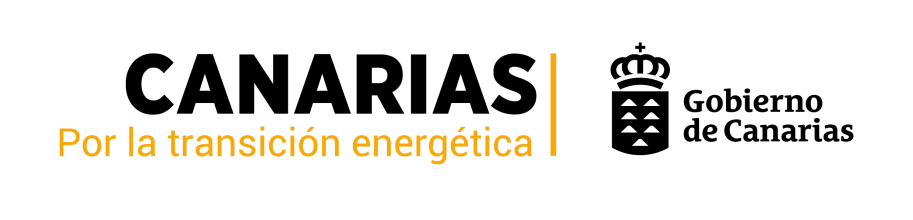 CANARIAS
Por la transición energética
Gobierno
de Canarias